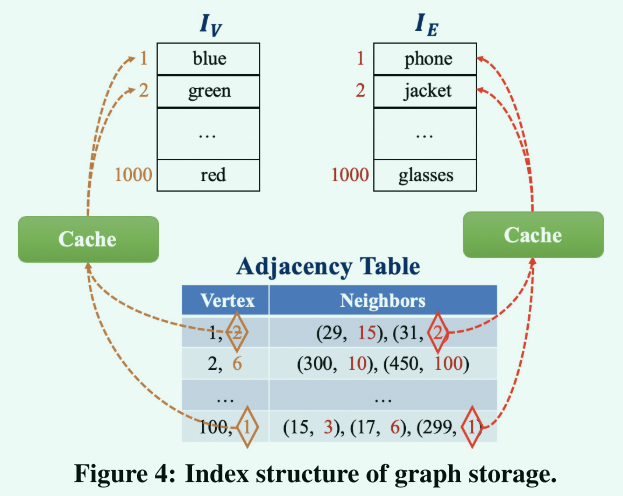 I_V
I_E
1 blue
2 green
...
1000 red
1 phone
2 jacket
...
1000 glasses
Cache
Cache
Adjacency Table
Vertex Neighbors
1, 2 (29, 15), (31, 2)
2, 6 (300, 10), (450, 100)
... ...
100, 1 (15, 3), (17, 6), (299, 1)
Figure 4: Index structure of graph storage.